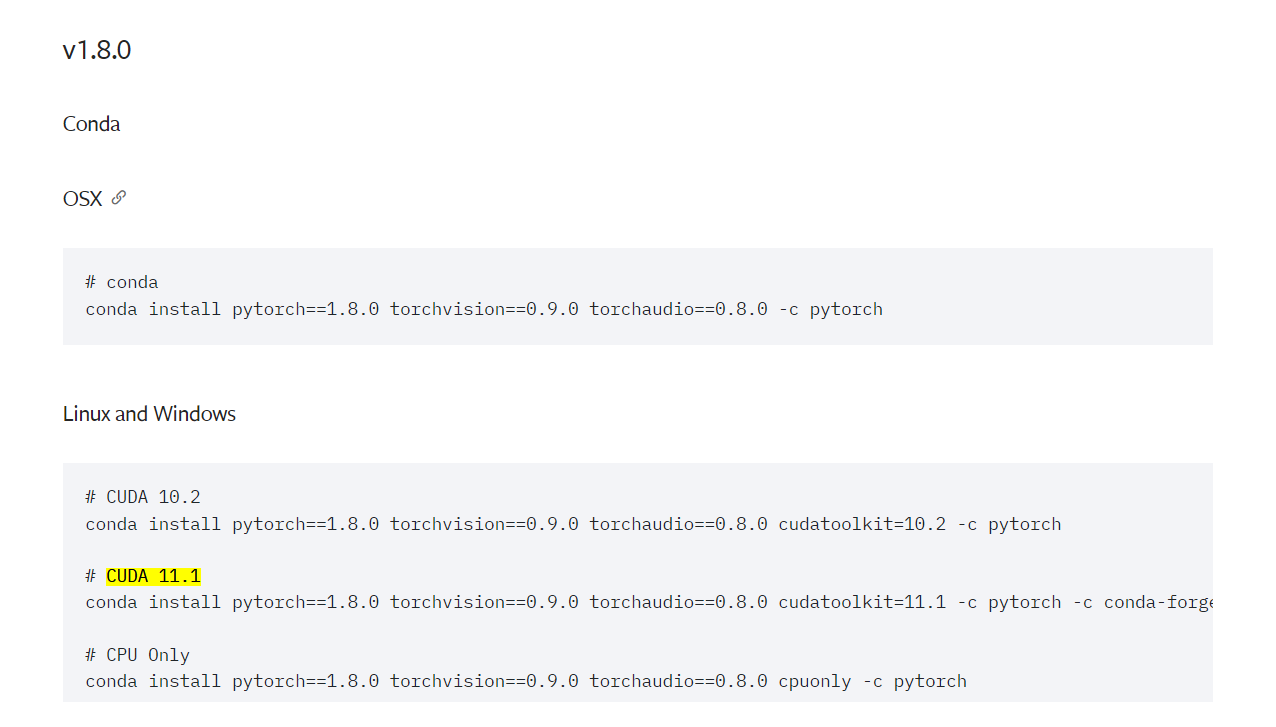 v1.8.0
Conda
OSX
# conda
conda install pytorch==1.8.0 torchvision==0.9.0 torchaudio==0.8.0 -c pytorch
Linux and Windows
# CUDA 10.2
conda install pytorch==1.8.0 torchvision==0.9.0 torchaudio==0.8.0 cudatoolkit=10.2 -c pytorch
# CUDA 11.1
conda install pytorch==1.8.0 torchvision==0.9.0 torchaudio==0.8.0 cudatoolkit=11.1 -c pytorch -c conda-forge
# CPU Only
conda install pytorch==1.8.0 torchvision==0.9.0 torchaudio==0.8.0 cpuonly -c pytorch